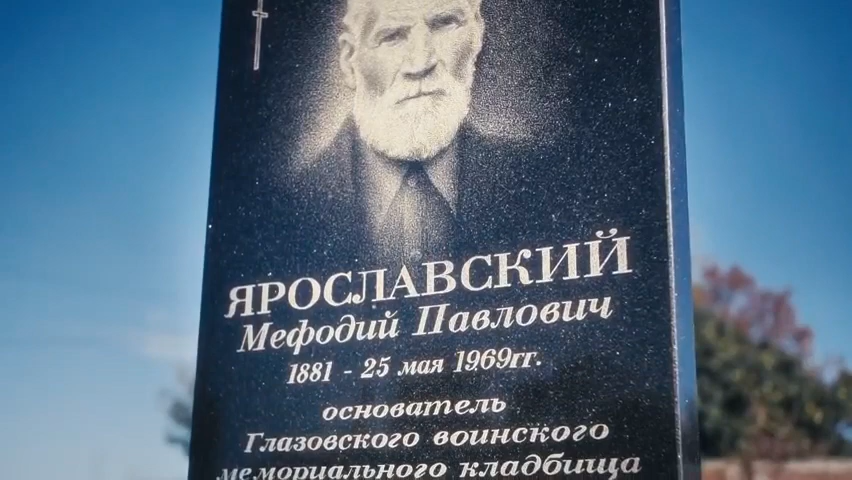 ЯРОСЛАВСКИЙ
Мефодий Павлович
1881 - 25 мая 1969гг.
основатель
Глазовского воинского
мемориального кладбища